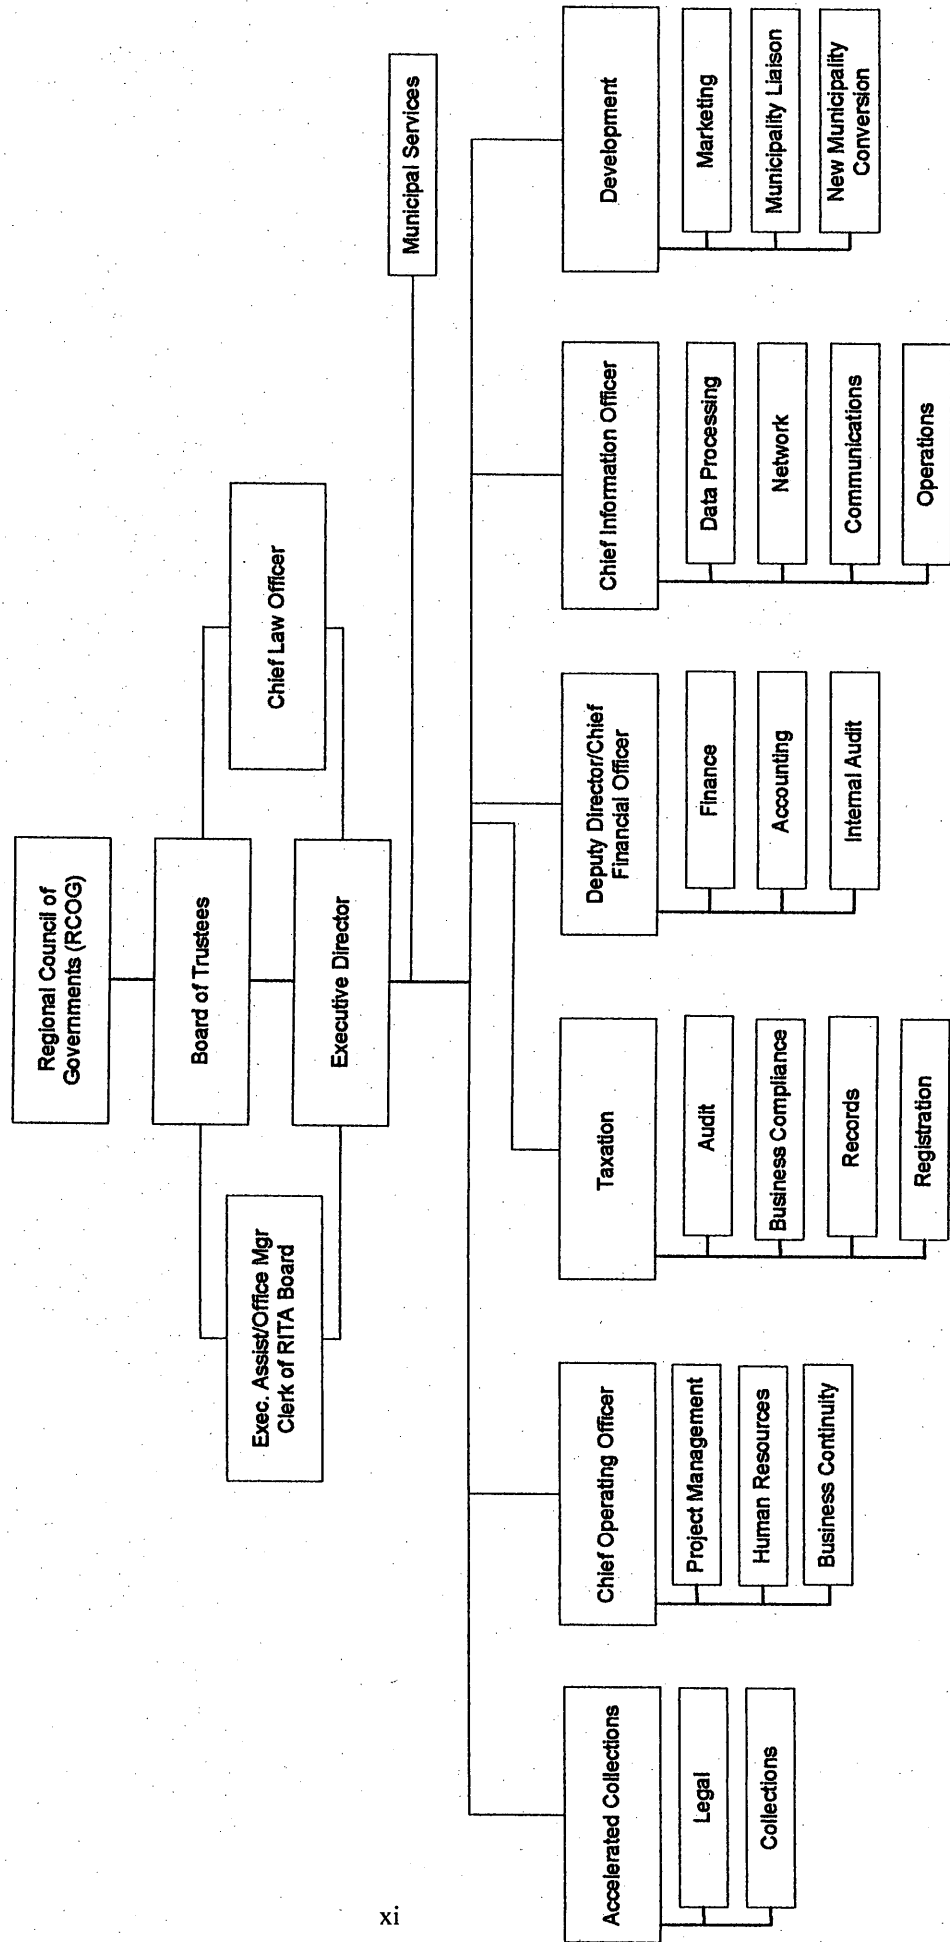 Regional Council of
Governments (RCOG)
Board of Trustees
Exec. Assist/Office Mgr
Clerk of RITA Board
Chief Law Officer
Executive Director
Municipal Services
Accelerated Collections
Legal
Collections
Chief Operating Officer
Project Management
Human Resources
Business Continuity
Taxation
Audit
Business Compliance
Records
Registration
Deputy Director/Chief
Financial Officer
Finance
Accounting
Internal Audit
Chief Information Officer
Data Processing
Network
Communications
Operations
Development
Marketing
Municipality Liaison
New Municipality
Conversion
xi